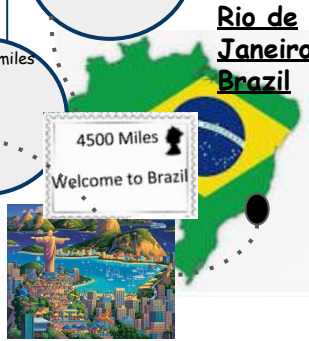 Rio de
Janeiro
Brazil
miles
4500 Miles
Welcome to Brazil